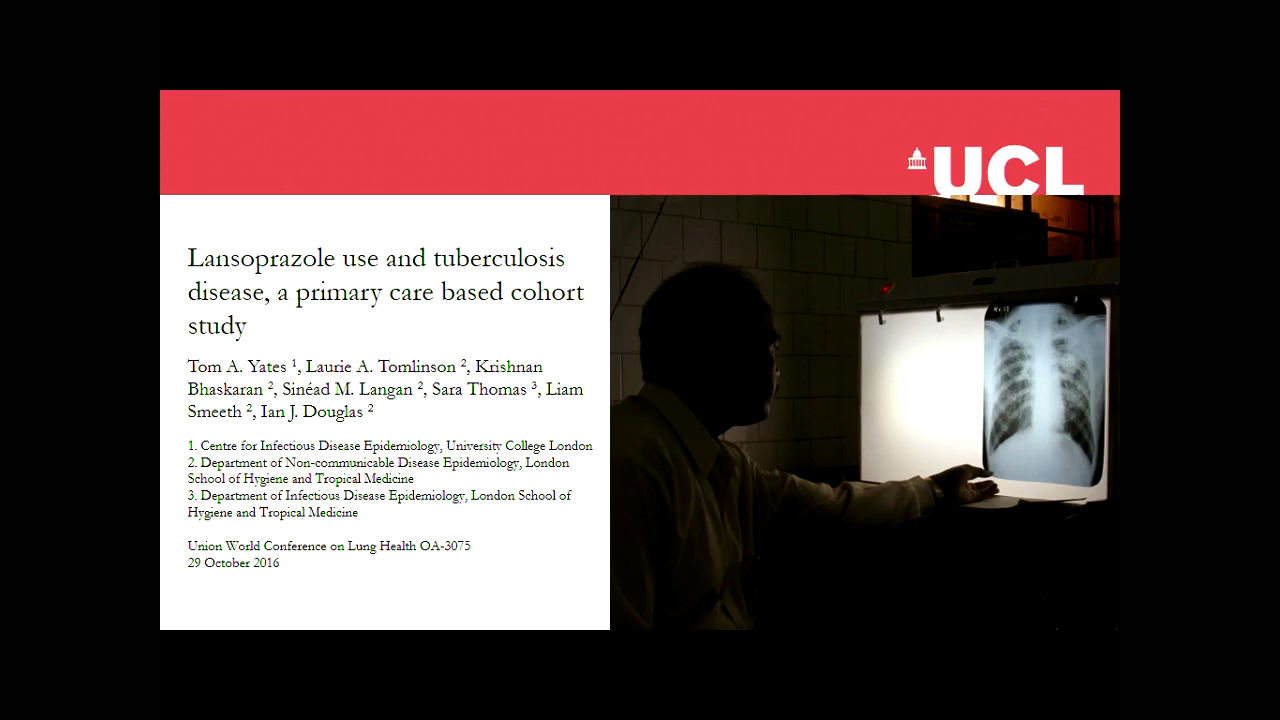 UCL
Lansoprazole use and tuberculosis
disease, a primary care based cohort
study
Tom A. Yates ¹, Laurie A. Tomlinson ², Krishnan
Bhaskaran ², Sinéad M. Langan ², Sara Thomas ³, Liam
Smeeth ², Ian J. Douglas ²
1. Centre for Infectious Disease Epidemiology, University College London
2. Department of Non-communicable Disease Epidemiology, London
School of Hygiene and Tropical Medicine
3. Department of Infectious Disease Epidemiology, London School of
Hygiene and Tropical Medicine
Union World Conference on Lung Health OA-3075
29 October 2016